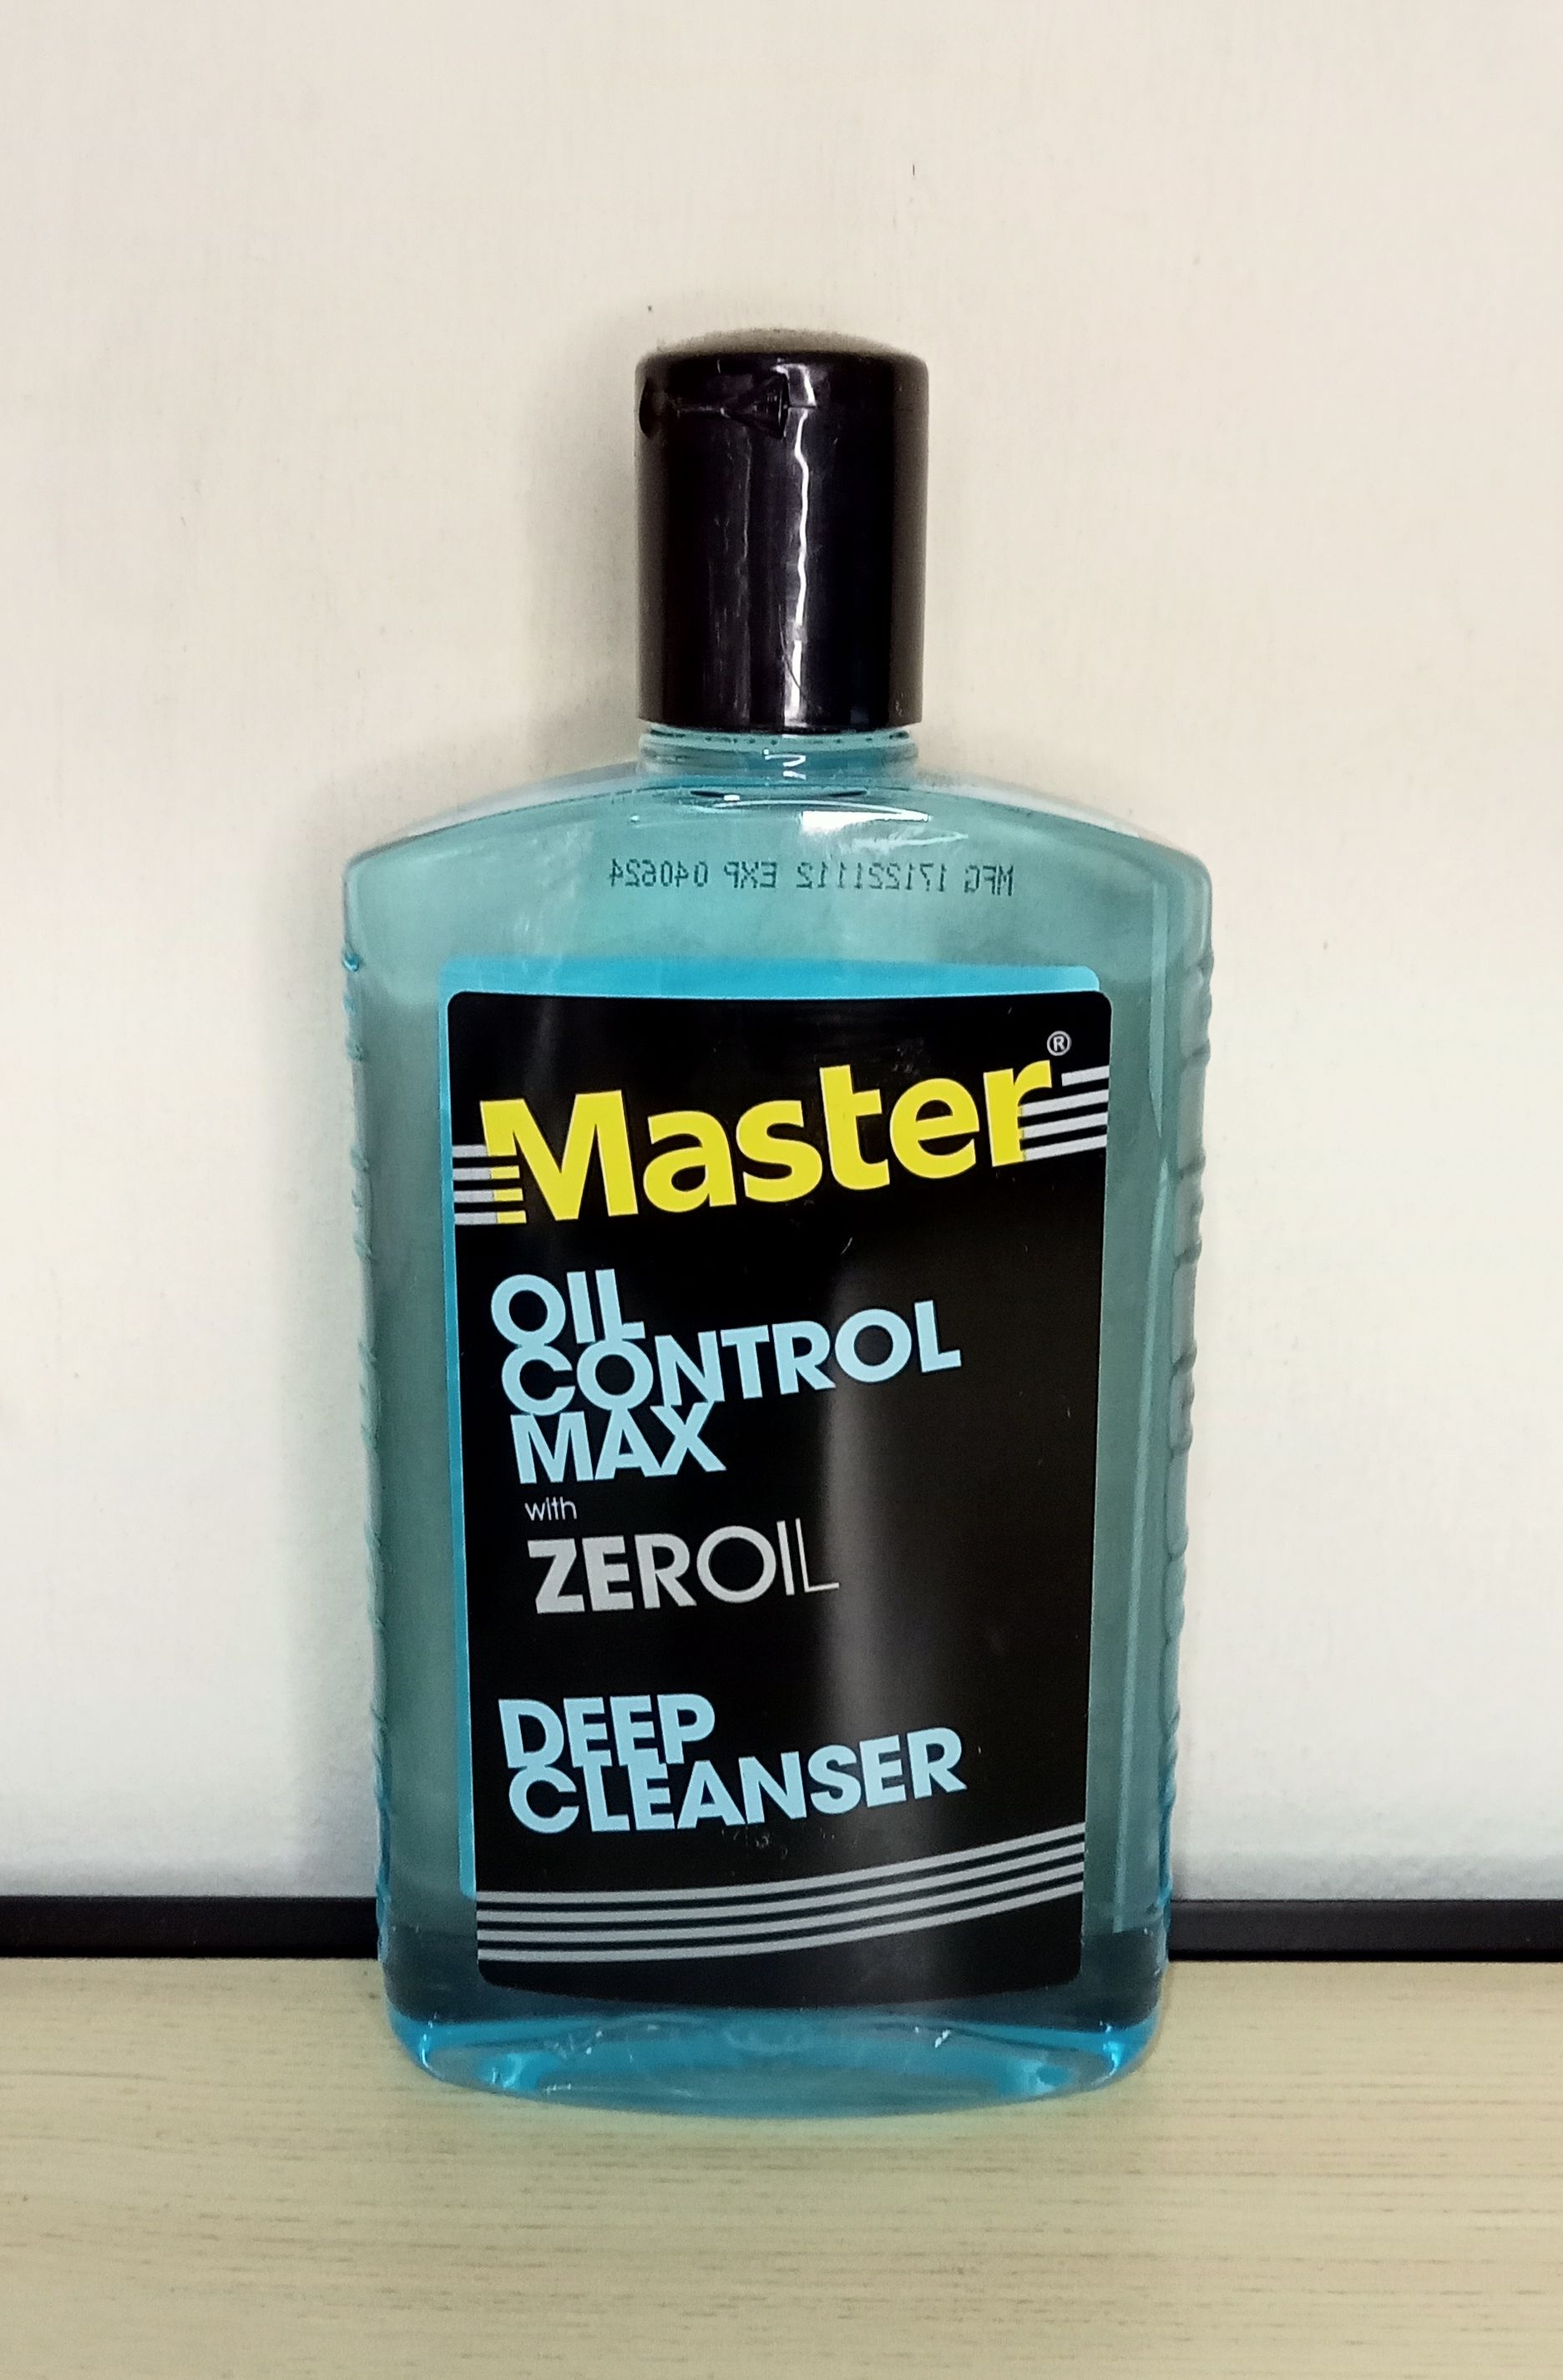 MFG 171221112 EXP 040624
Master®
OIL
CONTROL
MAX
with
ZEROIL
DEEP
CLEANSER